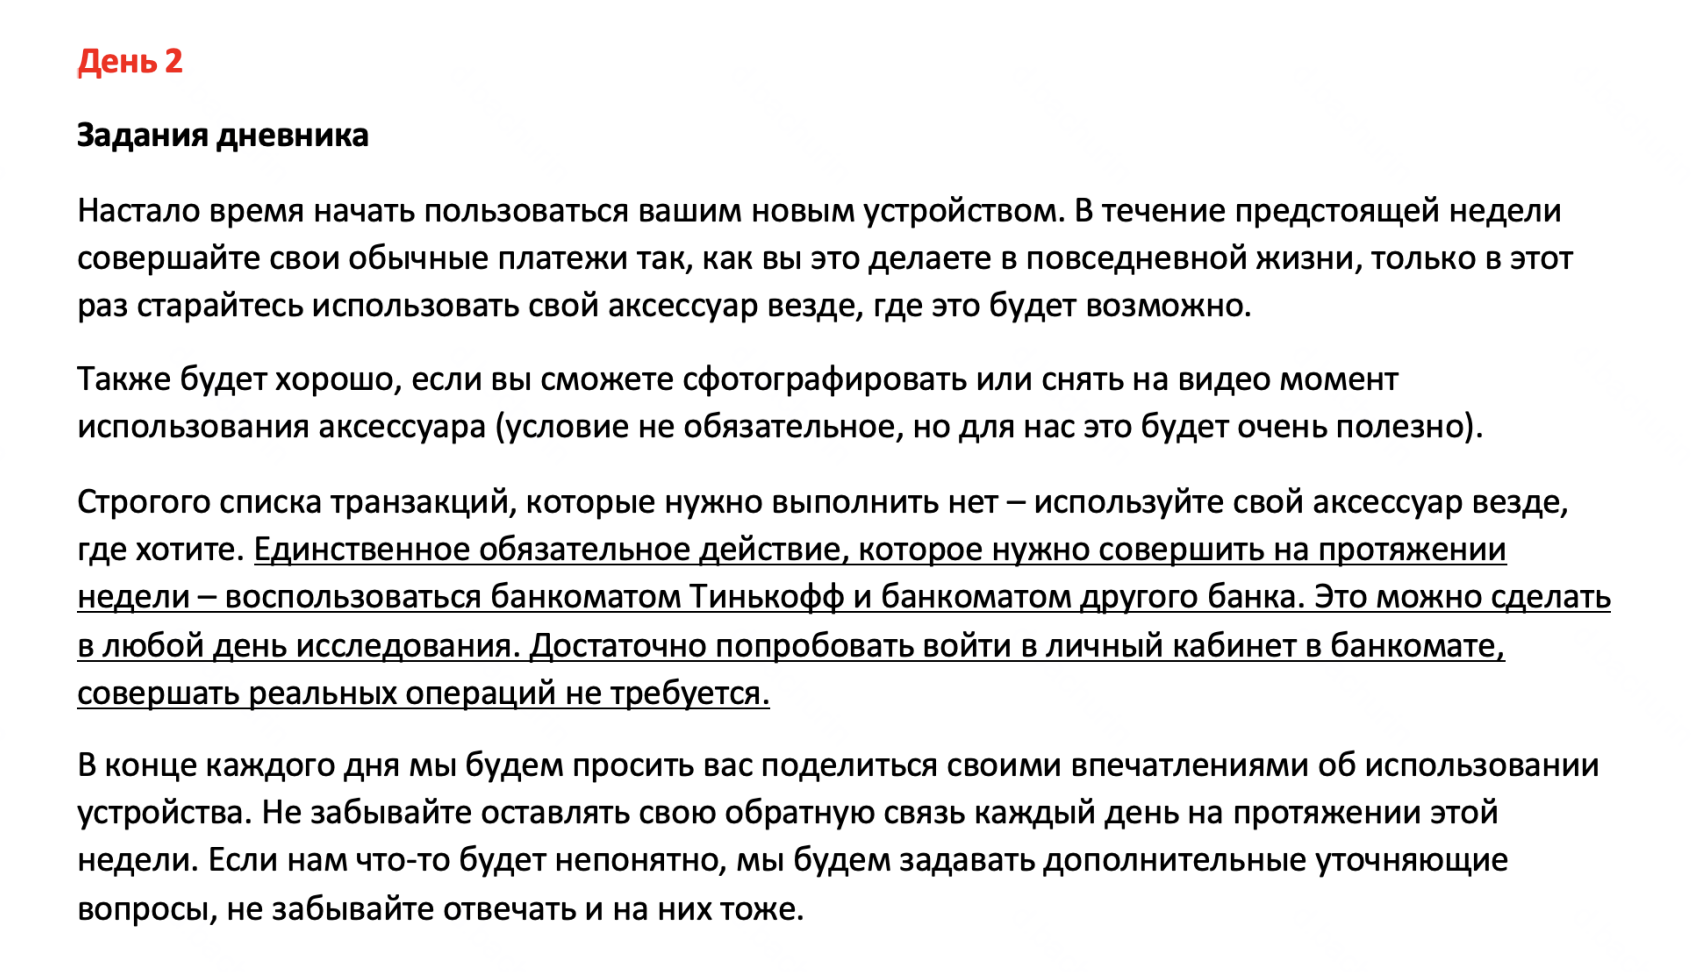 День 2
Задания дневника
Настало время начать пользоваться вашим новым устройством. В течение предстоящей недели
совершайте свои обычные платежи так, как вы это делаете в повседневной жизни, только в этот
раз старайтесь использовать свой аксессуар везде, где это будет возможно.
Также будет хорошо, если вы сможете сфотографировать или снять на видео момент
использования аксессуара (условие не обязательное, но для нас это будет очень полезно).
Строгого списка транзакций, которые нужно выполнить нет – используйте свой аксессуар везде,
где хотите. Единственное обязательное действие, которое нужно совершить на протяжении
недели – воспользоваться банкоматом Тинькофф и банкоматом другого банка. Это можно сделать
в любой день исследования. Достаточно попробовать войти в личный кабинет в банкомате,
совершать реальных операций не требуется.
В конце каждого дня мы будем просить вас поделиться своими впечатлениями об использовании
устройства. Не забывайте оставлять свою обратную связь каждый день на протяжении этой
недели. Если нам что-то будет непонятно, мы будем задавать дополнительные уточняющие
вопросы, не забывайте отвечать и на них тоже.